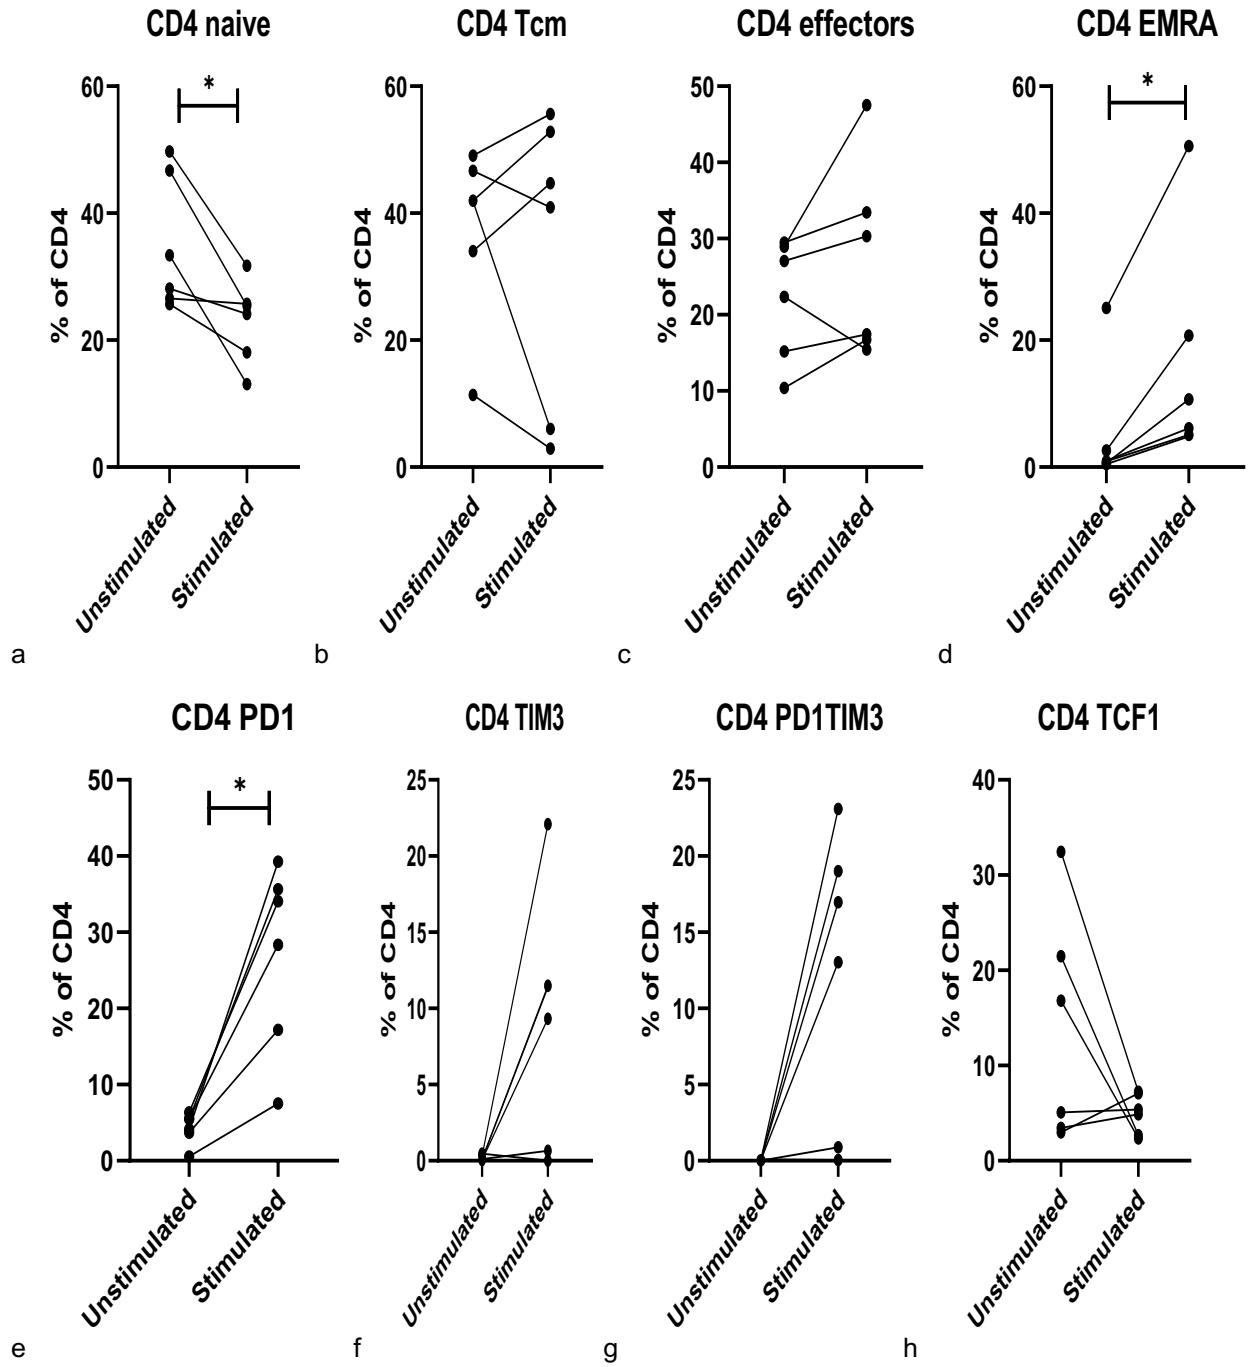 CD4 naive
CD4 Tcm
CD4 effectors
CD4 EMRA
60
40
20
0
% of CD4
*
Unstimulated
Stimulated
60
40
20
0
% of CD4
Unstimulated
Stimulated
50
40
30
20
10
0
% of CD4
Unstimulated
Stimulated
60
40
20
0
% of CD4
*
Unstimulated
Stimulated
a
b
c
d
CD4 PD1
CD4 TIM3
CD4 PD1TIM3
CD4 TCF1
50
40
30
20
10
0
% of CD4
*
Unstimulated
Stimulated
25
20
15
10
5
0
% of CD4
Unstimulated
Stimulated
25
20
15
10
5
0
% of CD4
Unstimulated
Stimulated
40
30
20
10
0
% of CD4
Unstimulated
Stimulated
e
f
g
h